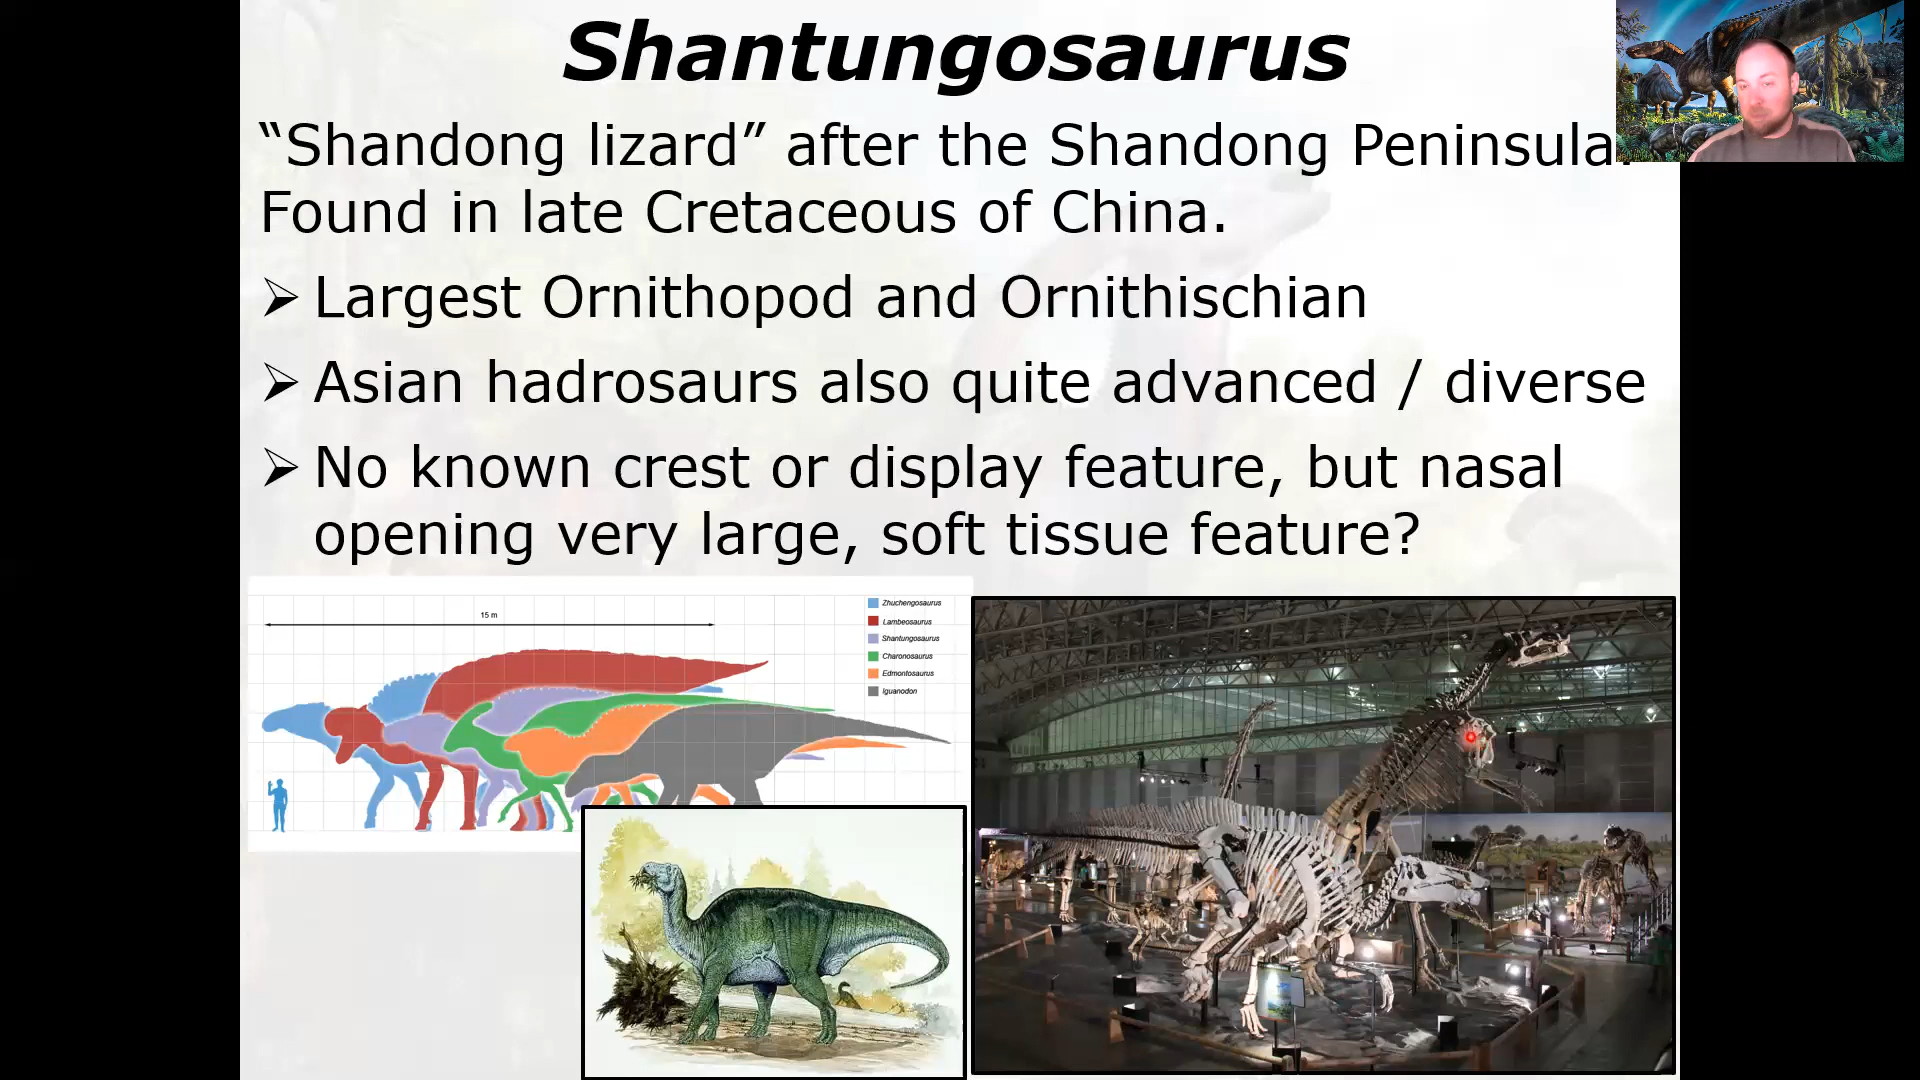 Shantungosaurus
“Shandong lizard” after the Shandong Peninsula.
Found in late Cretaceous of China.
➢ Largest Ornithopod and Ornithischian
➢ Asian hadrosaurs also quite advanced / diverse
➢ No known crest or display feature, but nasal
opening very large, soft tissue feature?
15 m
Zhuchengosaurus
Lambeosaurus
Shantungosaurus
Charonosaurus
Edmontosaurus
Iguanodon